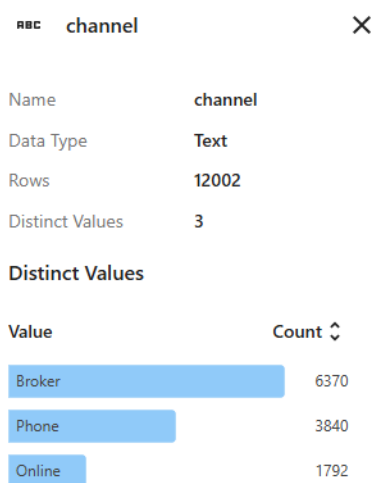 ABC channel
Name channel
Data Type Text
Rows 12002
Distinct Values 3
Distinct Values
Value Count
Broker 6370
Phone 3840
Online 1792